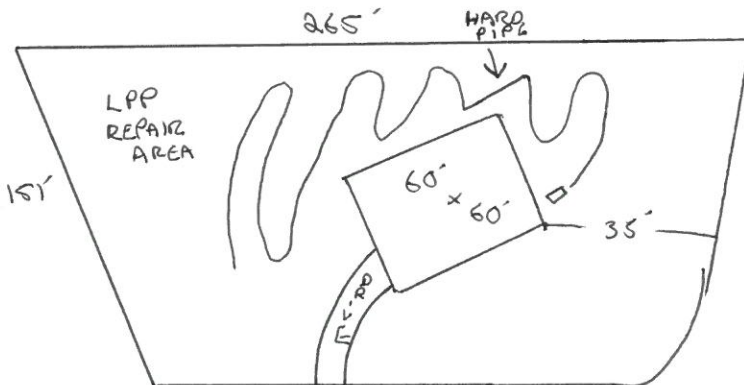 265'
HARD
PIPE
LPP
REPAIR
AREA
151'
60'
x 60'
35'